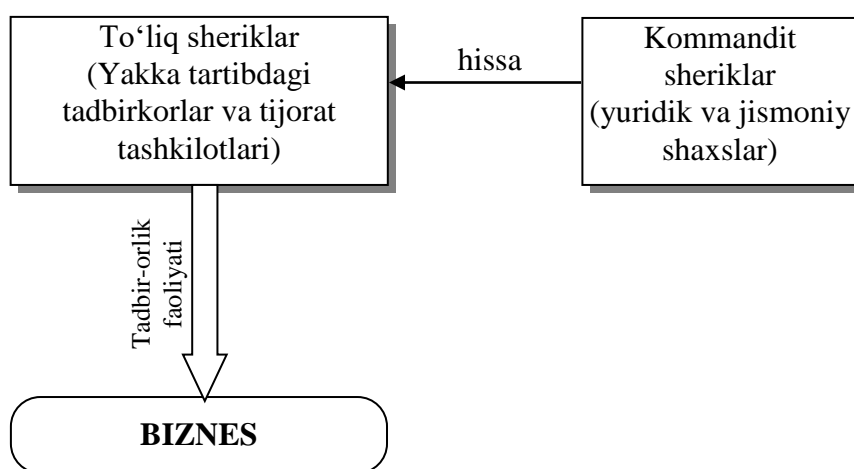 To‘liq sheriklar
(Yakka tartibdagi
tadbirkorlar va tijorat
tashkilotlari)
hissa
Kommandit
sheriklar
(yuridik va jismoniy
shaxslar)
Tadbir-orlik
faoliyati
BIZNES